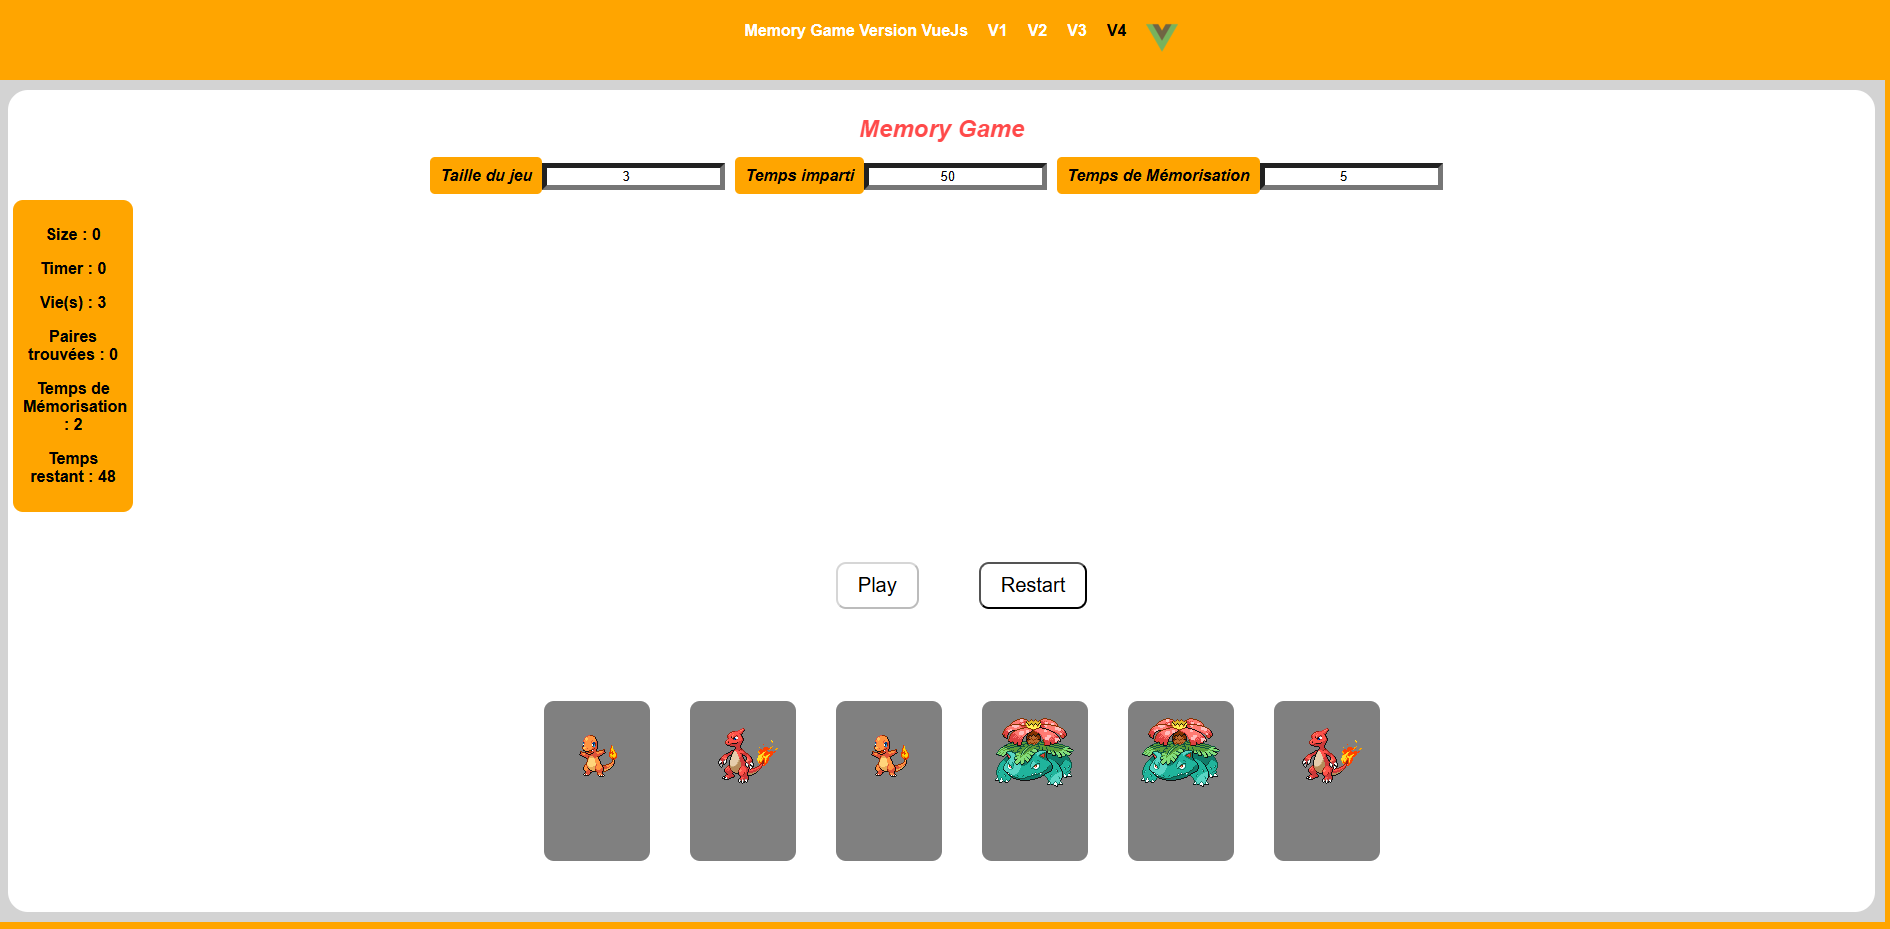 Memory Game Version VueJs V1 V2 V3 V4
Memory Game
Taille du jeu 3 Temps imparti 50 Temps de Mémorisation 5
Size : 0
Timer : 0
Vie(s) : 3
Paires
trouvées : 0
Temps de
Mémorisation
: 2
Temps
restant : 48
Play Restart